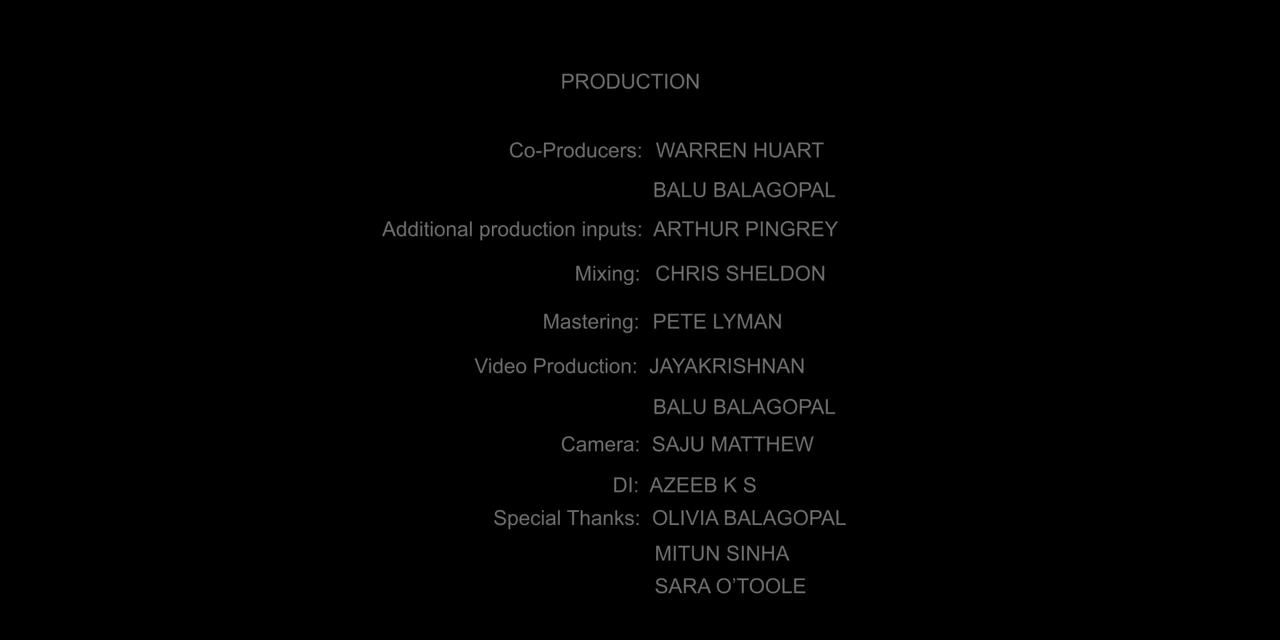 PRODUCTION
Co-Producers: WARREN HUART
BALU BALAGOPAL
Additional production inputs: ARTHUR PINGREY
Mixing: CHRIS SHELDON
Mastering: PETE LYMAN
Video Production: JAYAKRISHNAN
BALU BALAGOPAL
Camera: SAJU MATTHEW
DI: AZEEB K S
Special Thanks: OLIVIA BALAGOPAL
MITUN SINHA
SARA O’TOOLE